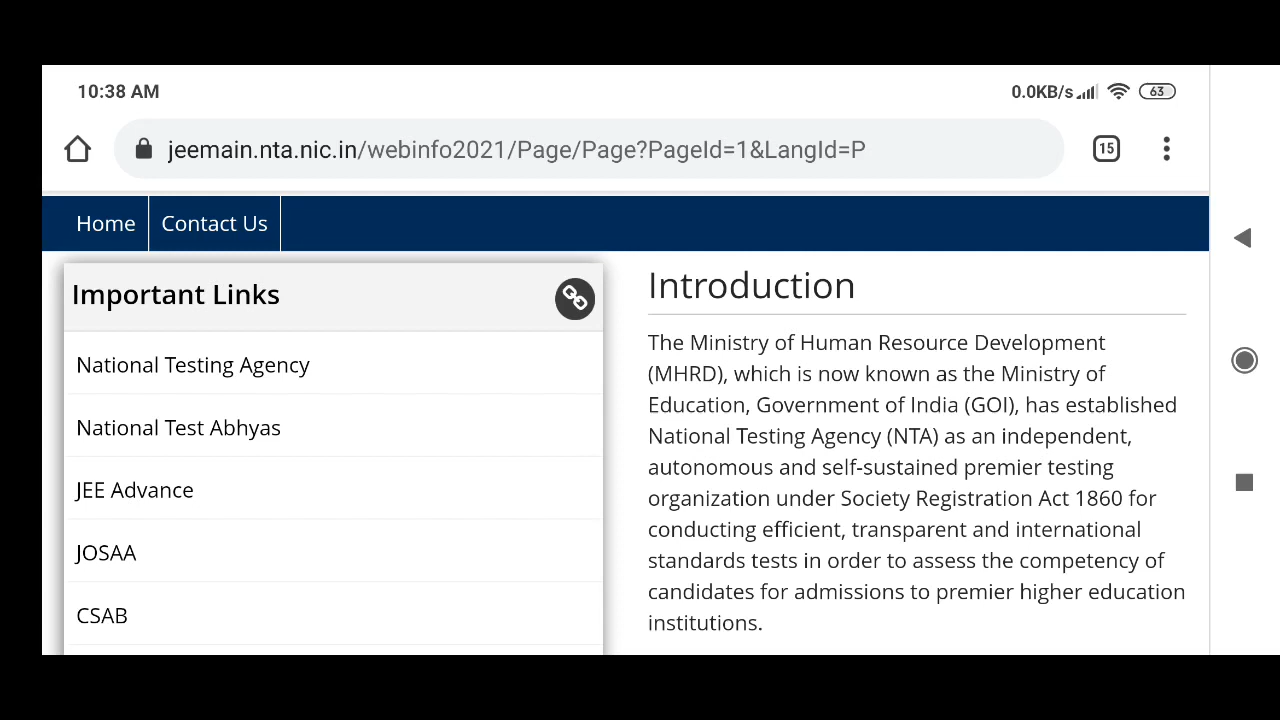 10:38 AM
0.0KB/s
63
jeemain.nta.nic.in/webinfo2021/Page/Page?PageId=1&LangId=P
15
Home
Contact Us
Important Links
National Testing Agency
National Test Abhyas
JEE Advance
JOSAA
CSAB
Introduction
The Ministry of Human Resource Development
(MHRD), which is now known as the Ministry of
Education, Government of India (GOI), has established
National Testing Agency (NTA) as an independent,
autonomous and self-sustained premier testing
organization under Society Registration Act 1860 for
conducting efficient, transparent and international
standards tests in order to assess the competency of
candidates for admissions to premier higher education
institutions.